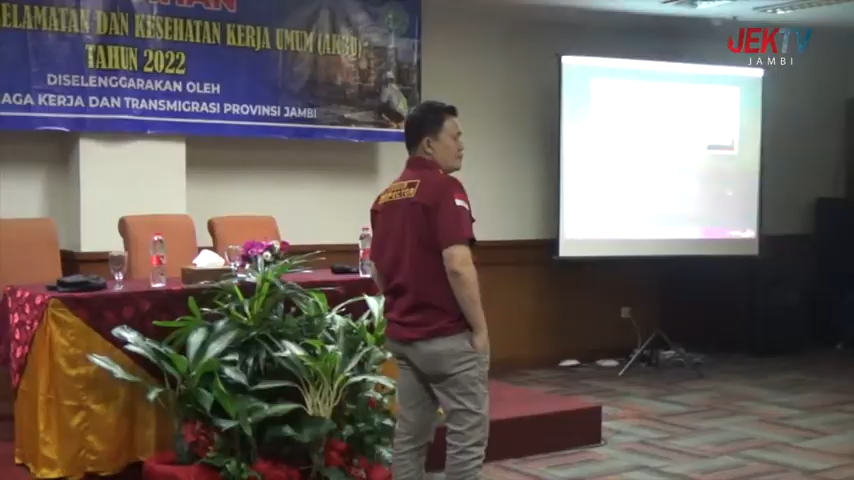 ELAMATAN DAN KESEHATAN KERJA UMUM (AK3U)
TAHUN 2022
DISELENGGARAKAN OLEH
AGA KERJA DAN TRANSMIGRASI PROVINSI JAMBI
JEKTV
JAMBI